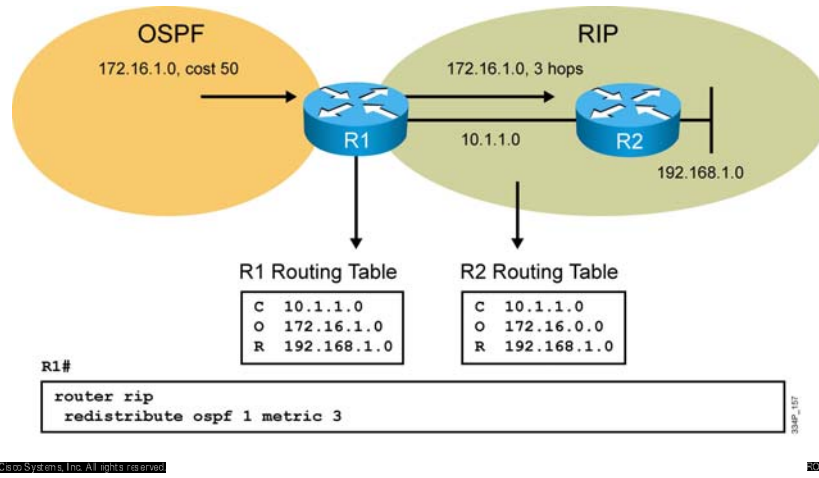 OSPF
RIP
172.16.1.0, cost 50
172.16.1.0, 3 hops
R1
10.1.1.0
R2
192.168.1.0
R1 Routing Table
R2 Routing Table
C 10.1.1.0
O 172.16.1.0
R 192.168.1.0
C 10.1.1.0
O 172.16.0.0
R 192.168.1.0
R1#
router rip
redistribute ospf 1 metric 3
334P_157
Cisco Systems, Inc. All rights reserved.
RO